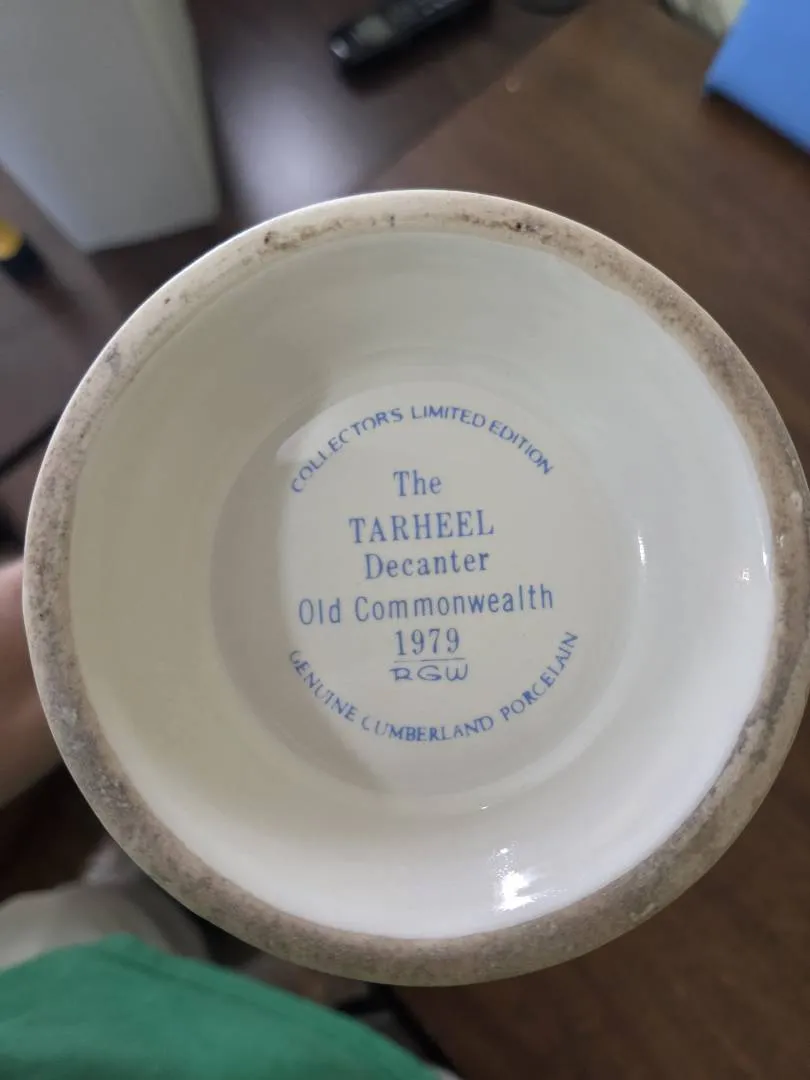 COLLECTOR'S LIMITED EDITION
The
TARHEEL
Decanter
Old Commonwealth
1979
RGW
GENUINE CUMBERLAND PORCELAIN